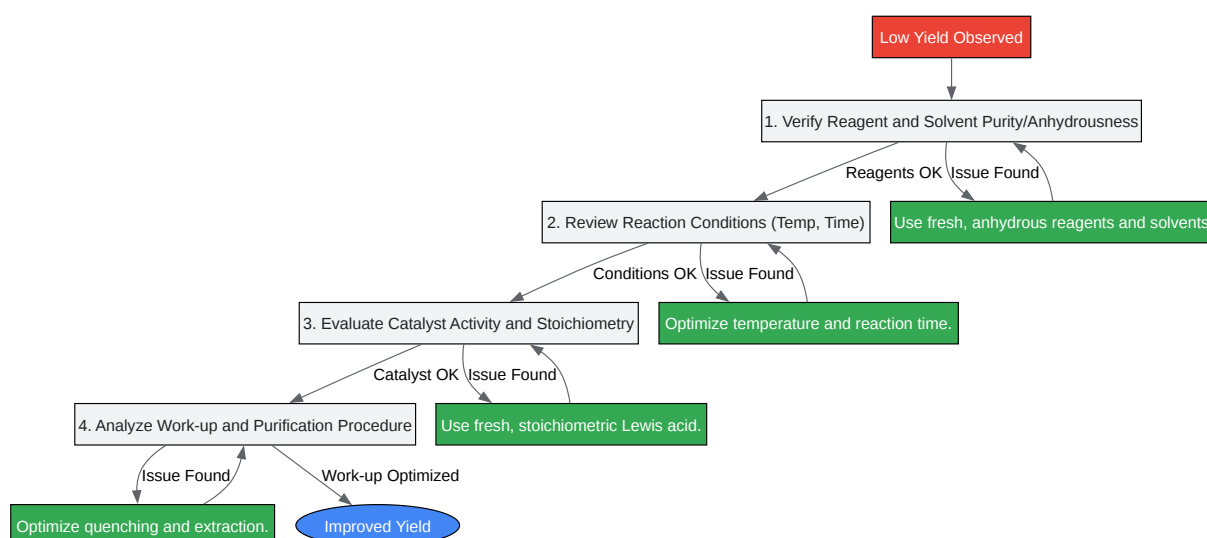 Low Yield Observed
1. Verify Reagent and Solvent Purity/Anhydrousness
Reagents OK
Issue Found
2. Review Reaction Conditions (Temp, Time)
Use fresh, anhydrous reagents and solvents
Conditions OK
Issue Found
3. Evaluate Catalyst Activity and Stoichiometry
Optimize temperature and reaction time.
Catalyst OK
Issue Found
4. Analyze Work-up and Purification Procedure
Use fresh, stoichiometric Lewis acid.
Issue Found
Work-up Optimized
Optimize quenching and extraction.
Improved Yield